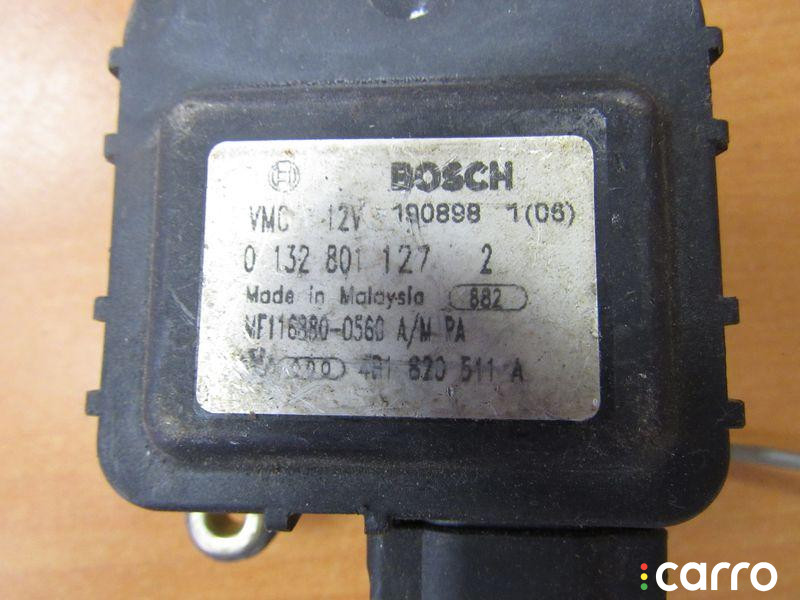 BOSCH
VMC 12V 190898 1(06)
0 132 801 127 2
Made in Malaysia 882
MF116880-0560 A/M PA
4B1 820 511 A
carro